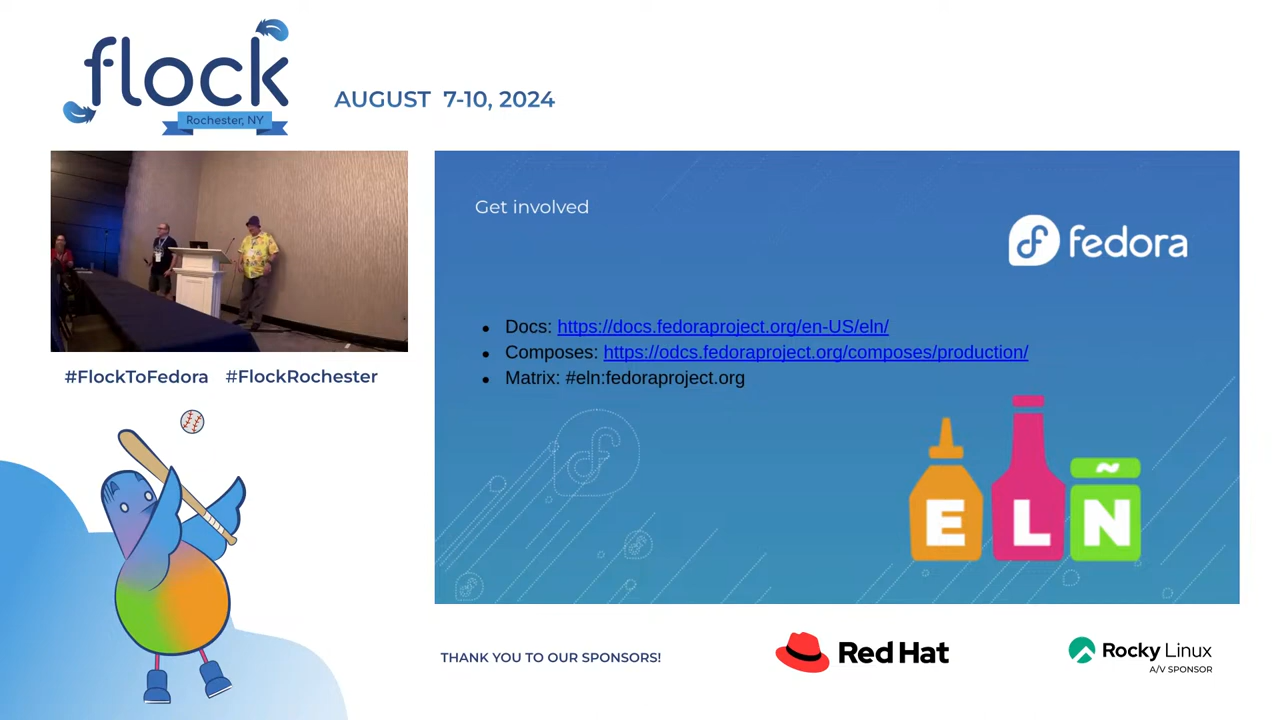 flock
Rochester, NY
AUGUST 7-10, 2024
Get involved
fedora
• Docs: https://docs.fedoraproject.org/en-US/eln/
• Composes: https://odcs.fedoraproject.org/composes/production/
• Matrix: #eln:fedoraproject.org
#FlockToFedora #FlockRochester
E L Ñ
THANK YOU TO OUR SPONSORS!
Red Hat
Rocky Linux
A/V SPONSOR